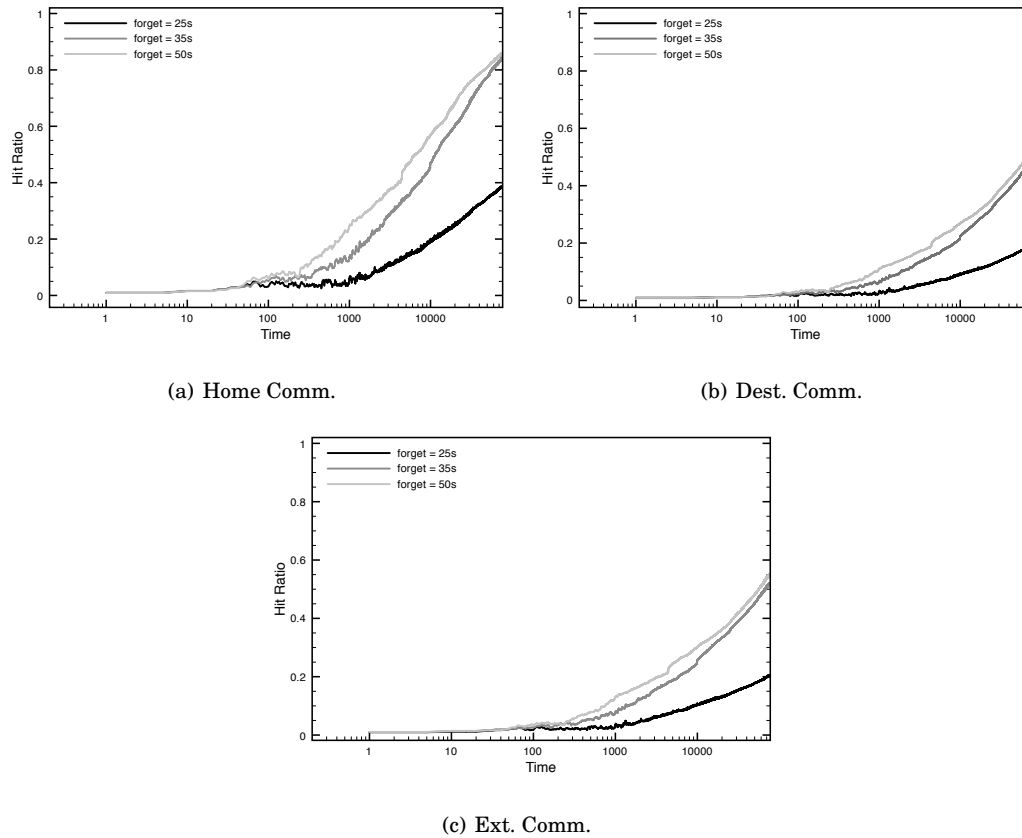 forget = 25s
forget = 35s
forget = 50s
1
0.8
0.6
0.4
0.2
0
Hit Ratio
1 10 100 1000 10000
Time
(a) Home Comm.
forget = 25s
forget = 35s
forget = 50s
1
0.8
0.6
0.4
0.2
0
Hit Ratio
1 10 100 1000 10000
Time
(b) Dest. Comm.
forget = 25s
forget = 35s
forget = 50s
1
0.8
0.6
0.4
0.2
0
Hit Ratio
1 10 100 1000 10000
Time
(c) Ext. Comm.